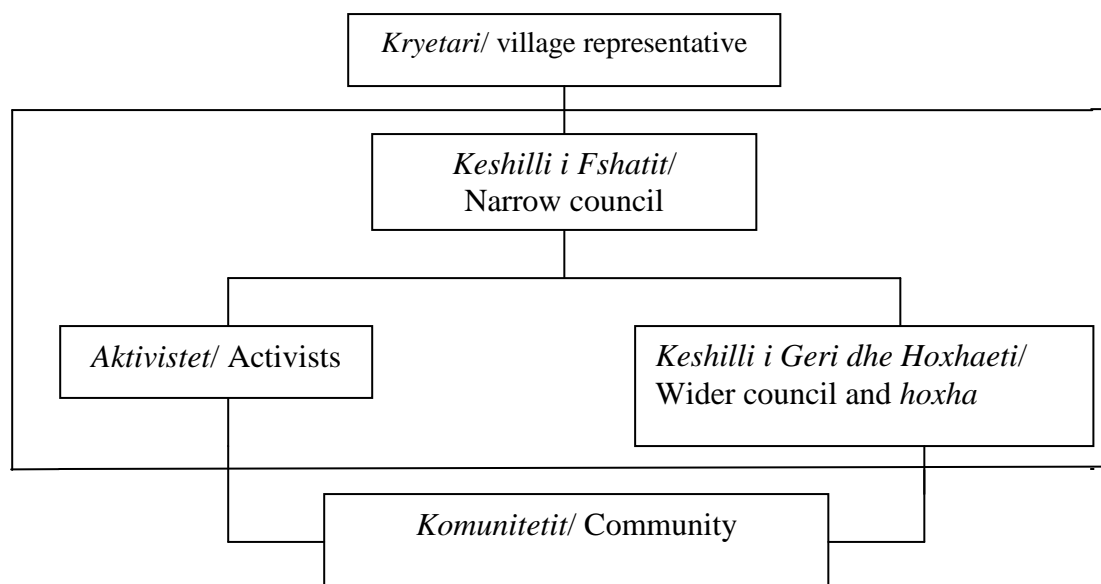 Kryetari/ village representative
Keshilli i Fshatit/
Narrow council
Aktivistet/ Activists
Keshilli i Geri dhe Hoxhaeti/
Wider council and hoxha
Komunitetit/ Community